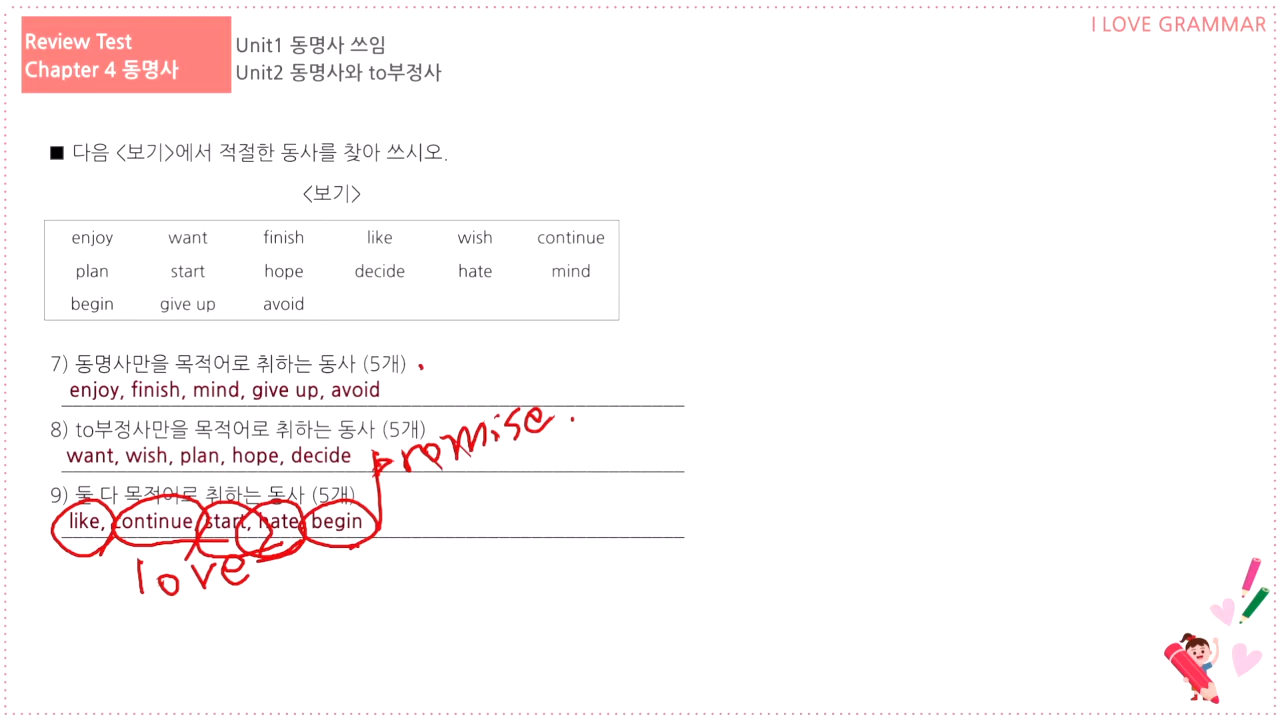 I LOVE GRAMMAR
Review Test
Chapter 4 동명사
Unit1 동명사 쓰임
Unit2 동명사와 to부정사
■ 다음 <보기>에서 적절한 동사를 찾아 쓰시오.
<보기>
enjoy want finish like wish continue
plan start hope decide hate mind
begin give up avoid
7) 동명사만을 목적어로 취하는 동사 (5개)
enjoy, finish, mind, give up, avoid
8) to부정사만을 목적어로 취하는 동사 (5개)
want, wish, plan, hope, decide
promise.
9) 둘 다 목적어로 취하는 동사 (5개)
like, continue, start, hate, begin
love